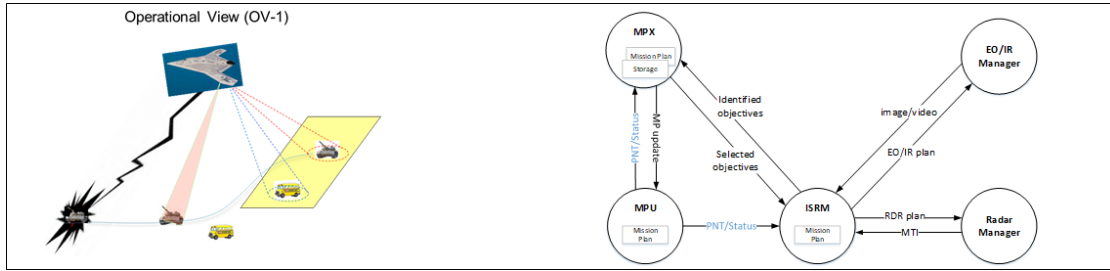 Operational View (OV-1)
MPX
Mission Plan
Storage
EO/IR
Manager
Identified
objectives
image/video
PNT/Status
MP update
EO/IR plan
Selected
objectives
MPU
Mission
Plan
PNT/Status
ISRM
Mission
Plan
RDR plan
MTI
Radar
Manager